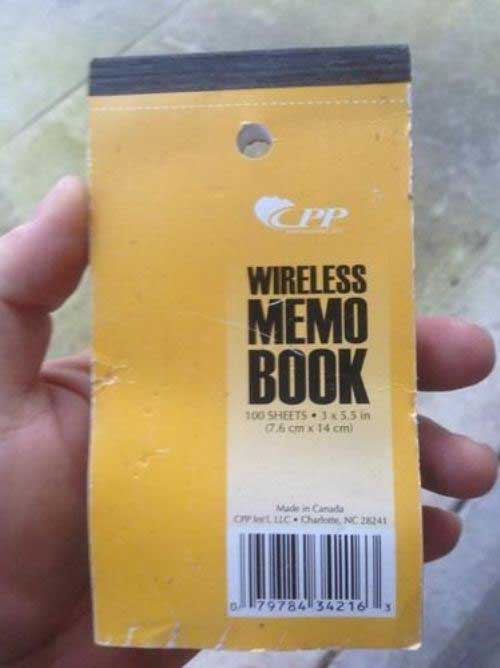 CPP
WIRELESS
MEMO
BOOK
100 SHEETS • 3 x 5.5 in
(7.6 cm x 14 cm)
Made in Canada
CPP Int'l, LLC • Charlotte, NC 28241
0 79784 34216 3